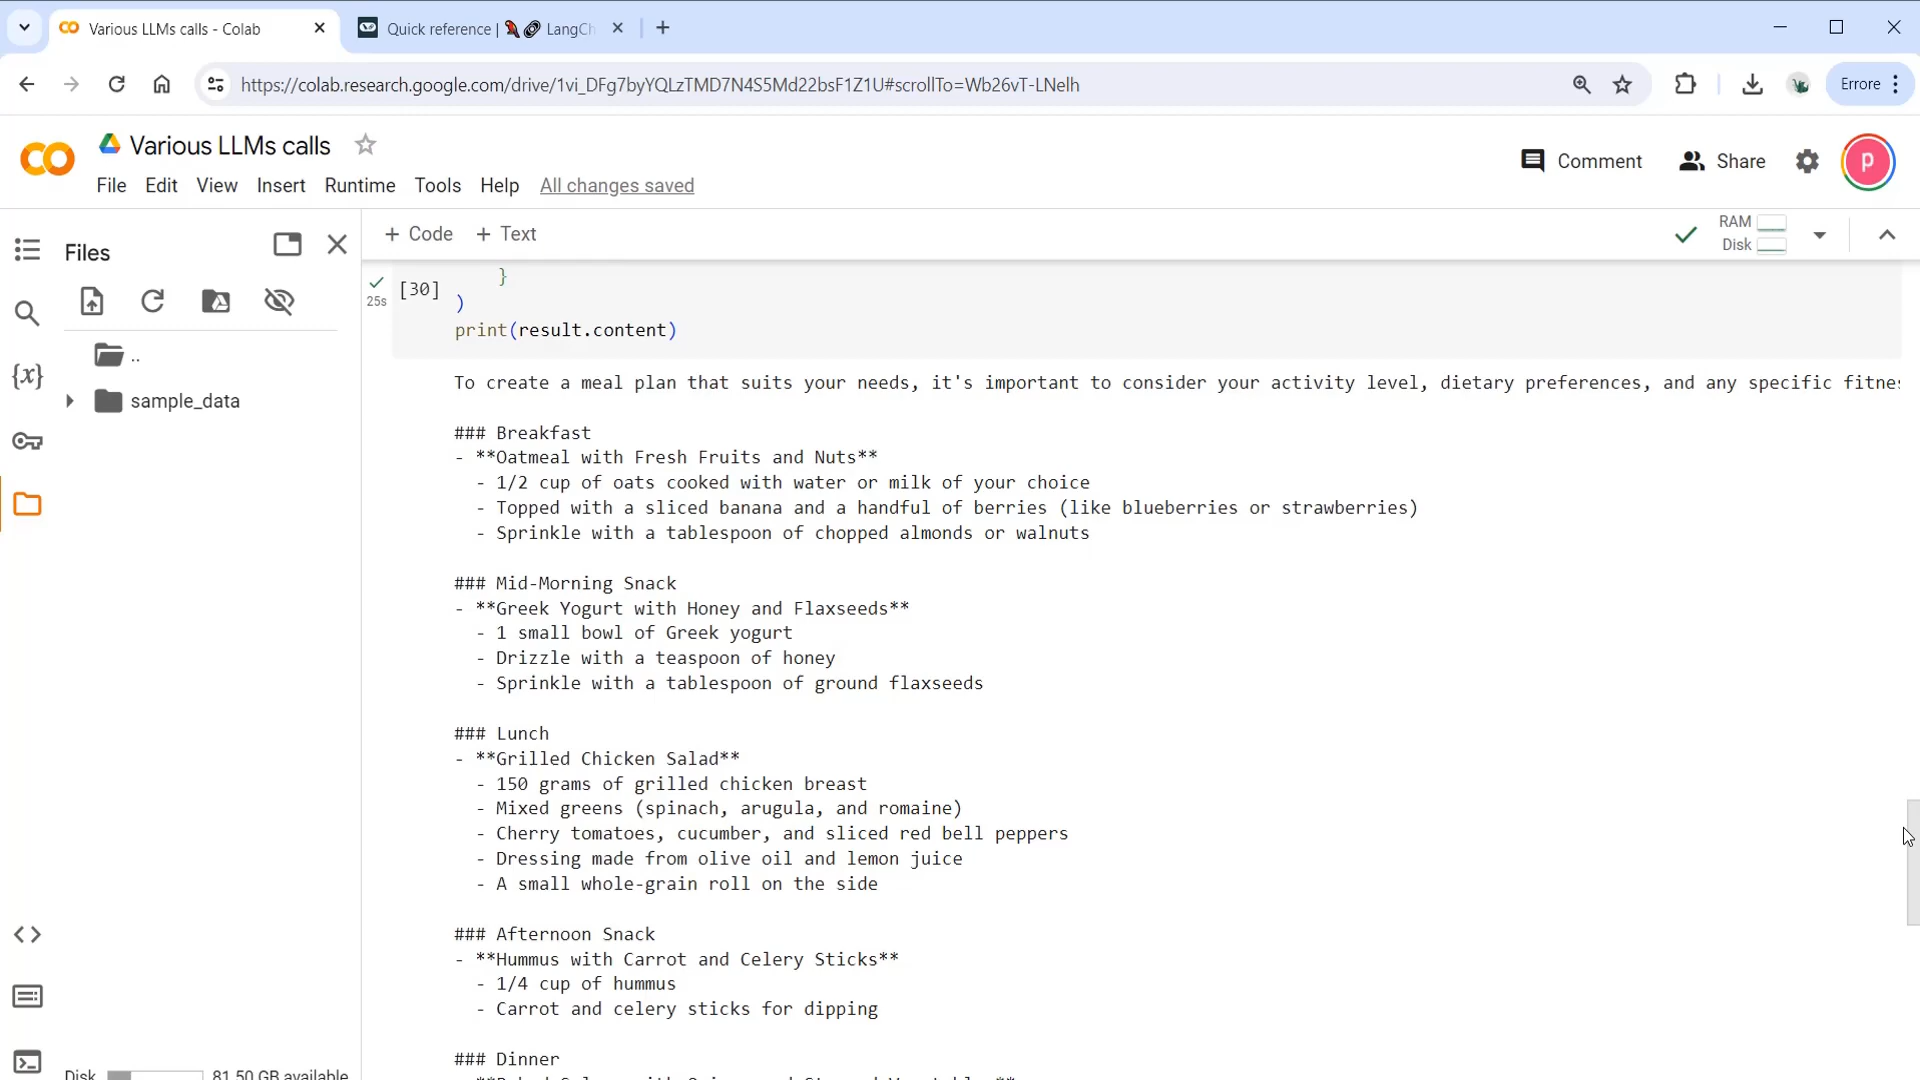 Various LLMs calls - Colab
Quick reference | LangCh
https://colab.research.google.com/drive/1vi_DFg7byYQLzTMD7N4S5Md22bsF1Z1U#scrollTo=Wb26vT-LNelh
Errore
Various LLMs calls
Comment
Share
P
File Edit View Insert Runtime Tools Help All changes saved
Files
+ Code + Text
RAM
Disk
..
sample_data
{x}
25s
[30]
}
)
print(result.content)
To create a meal plan that suits your needs, it's important to consider your activity level, dietary preferences, and any specific fitnes
### Breakfast
- **Oatmeal with Fresh Fruits and Nuts**
- 1/2 cup of oats cooked with water or milk of your choice
- Topped with a sliced banana and a handful of berries (like blueberries or strawberries)
- Sprinkle with a tablespoon of chopped almonds or walnuts
### Mid-Morning Snack
- **Greek Yogurt with Honey and Flaxseeds**
- 1 small bowl of Greek yogurt
- Drizzle with a teaspoon of honey
- Sprinkle with a tablespoon of ground flaxseeds
### Lunch
- **Grilled Chicken Salad**
- 150 grams of grilled chicken breast
- Mixed greens (spinach, arugula, and romaine)
- Cherry tomatoes, cucumber, and sliced red bell peppers
- Dressing made from olive oil and lemon juice
- A small whole-grain roll on the side
### Afternoon Snack
- **Hummus with Carrot and Celery Sticks**
- 1/4 cup of hummus
- Carrot and celery sticks for dipping
### Dinner
Disk 81.50 GB available